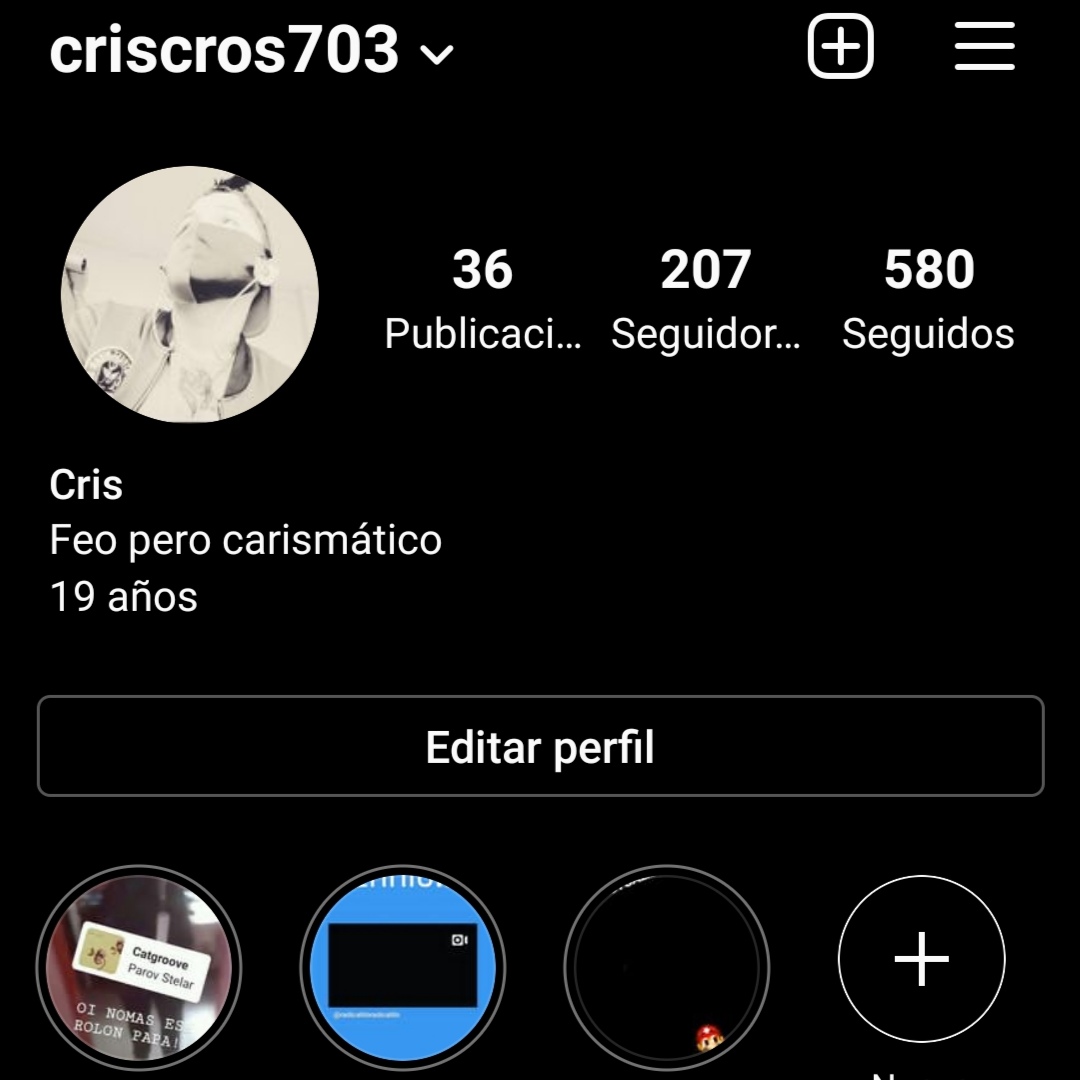 criscros703
36 207 580
Publicaci... Seguidor... Seguidos
Cris
Feo pero carismático
19 años
Editar perfil
Catgroove
Parov Stelar
OI NOMAS ES
ROLON PAPA!